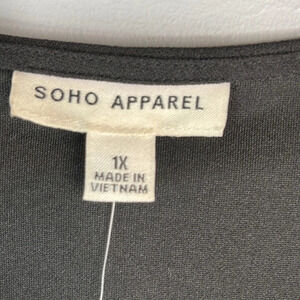 SOHO APPAREL
1X
MADE IN
VIETNAM